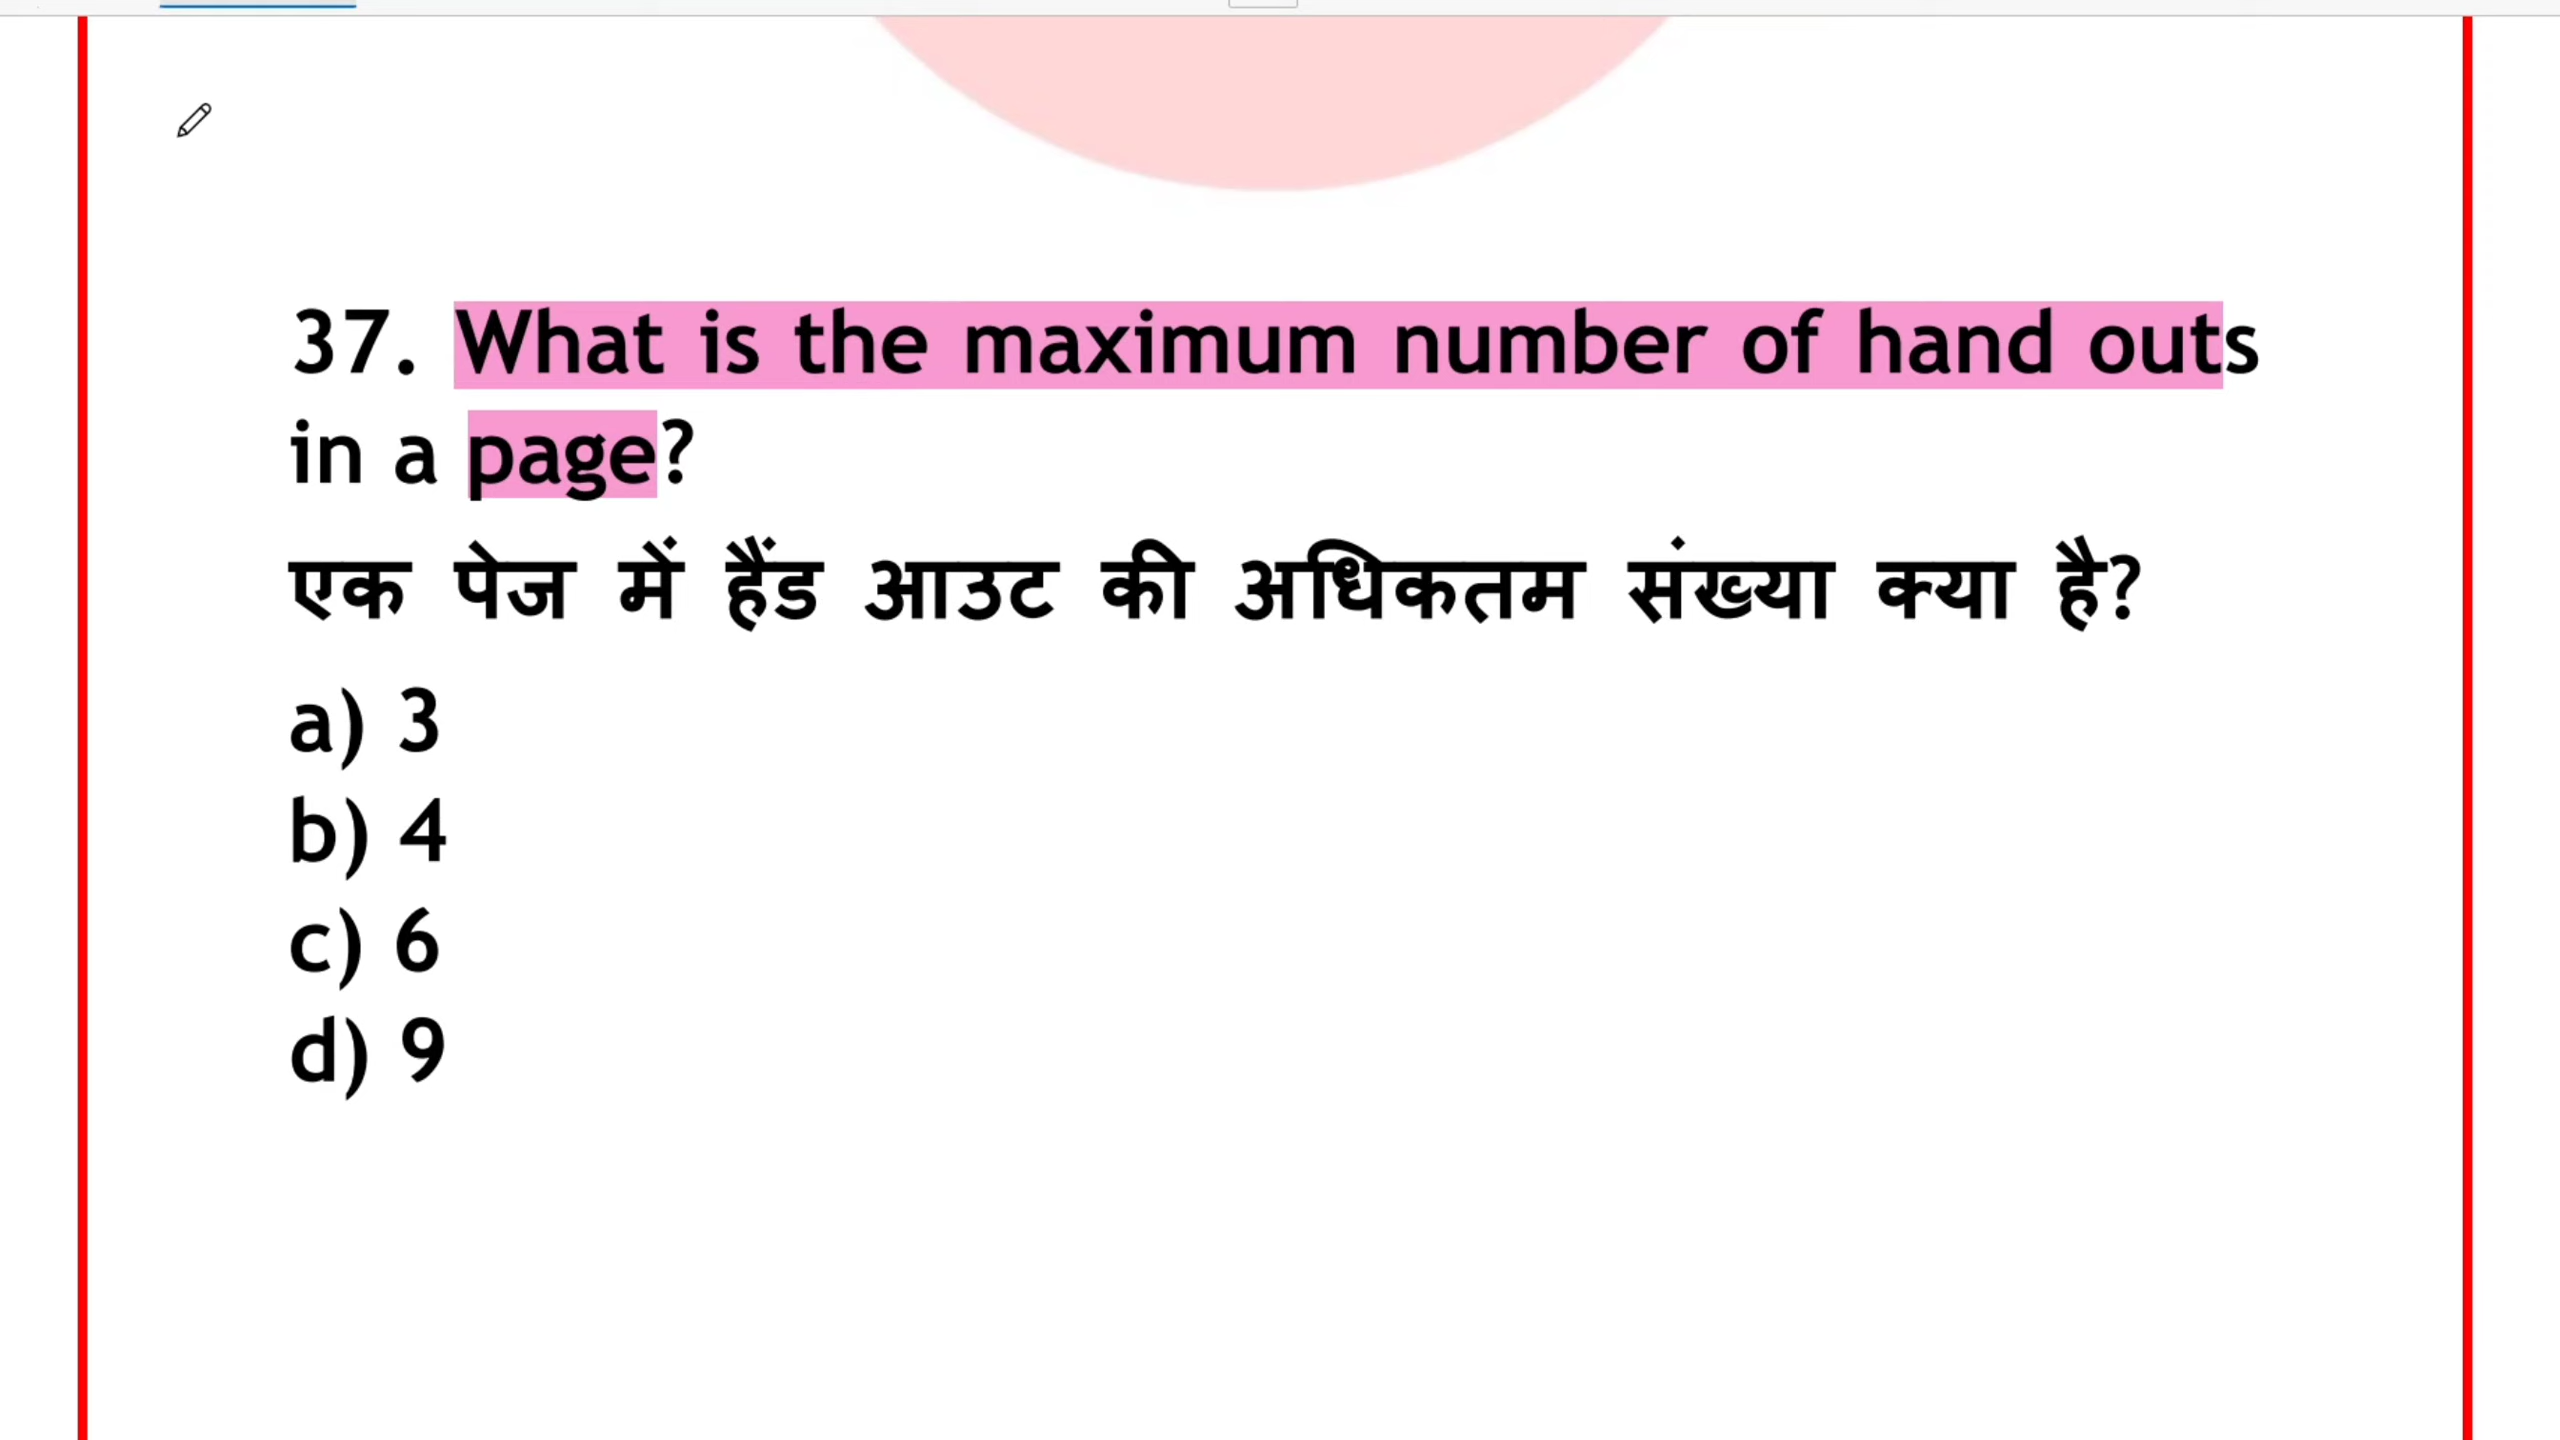 37. What is the maximum number of hand outs
in a page?
एक पेज में हैंड आउट की अधिकतम संख्या क्या है?
a) 3
b) 4
c) 6
d) 9